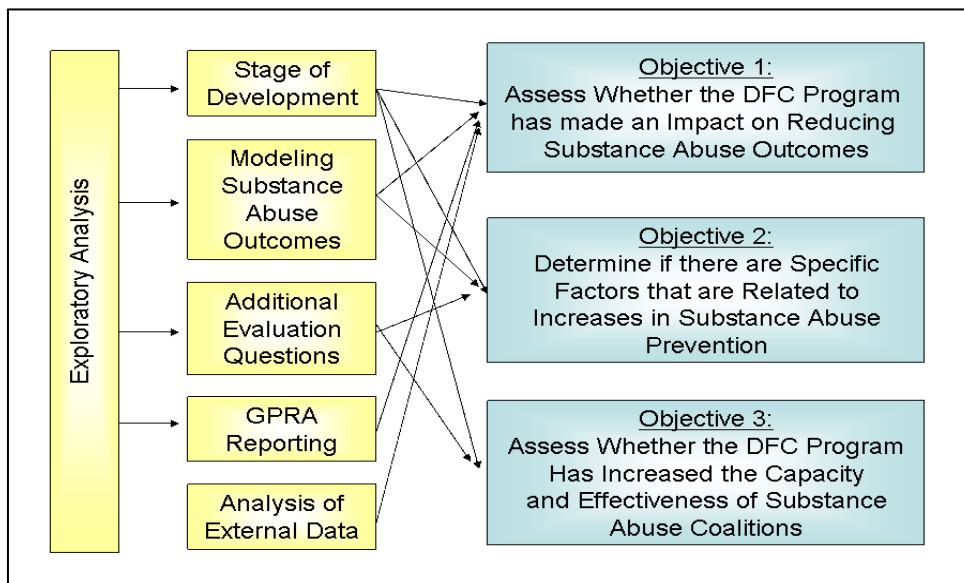 Exploratory Analysis
Stage of
Development
Modeling
Substance
Abuse
Outcomes
Additional
Evaluation
Questions
GPRA
Reporting
Analysis of
External Data
Objective 1:
Assess Whether the DFC Program
has made an Impact on Reducing
Substance Abuse Outcomes
Objective 2:
Determine if there are Specific
Factors that are Related to
Increases in Substance Abuse
Prevention
Objective 3:
Assess Whether the DFC Program
Has Increased the Capacity
and Effectiveness of Substance
Abuse Coalitions